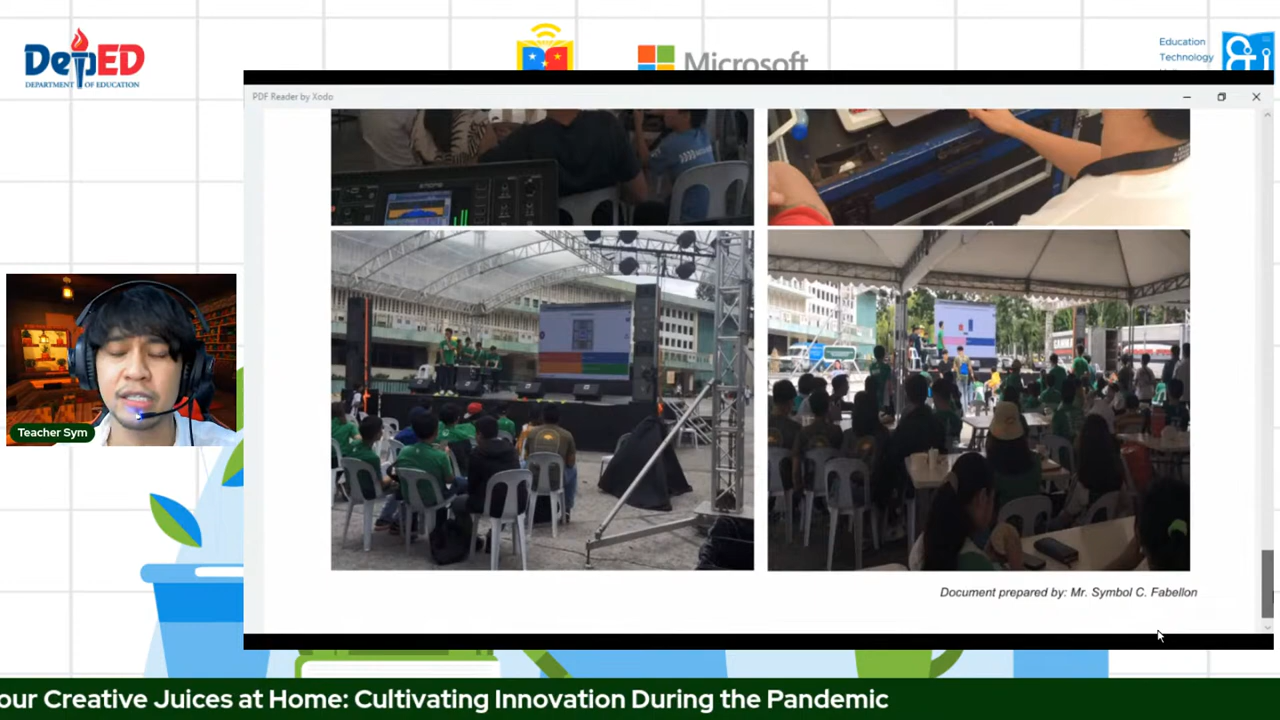 DepED
DEPARTMENT OF EDUCATION
Microsoft
Education
Technology
PDF Reader by Xodo
Teacher Sym
Document prepared by: Mr. Symbol C. Fabellon
our Creative Juices at Home: Cultivating Innovation During the Pandemic